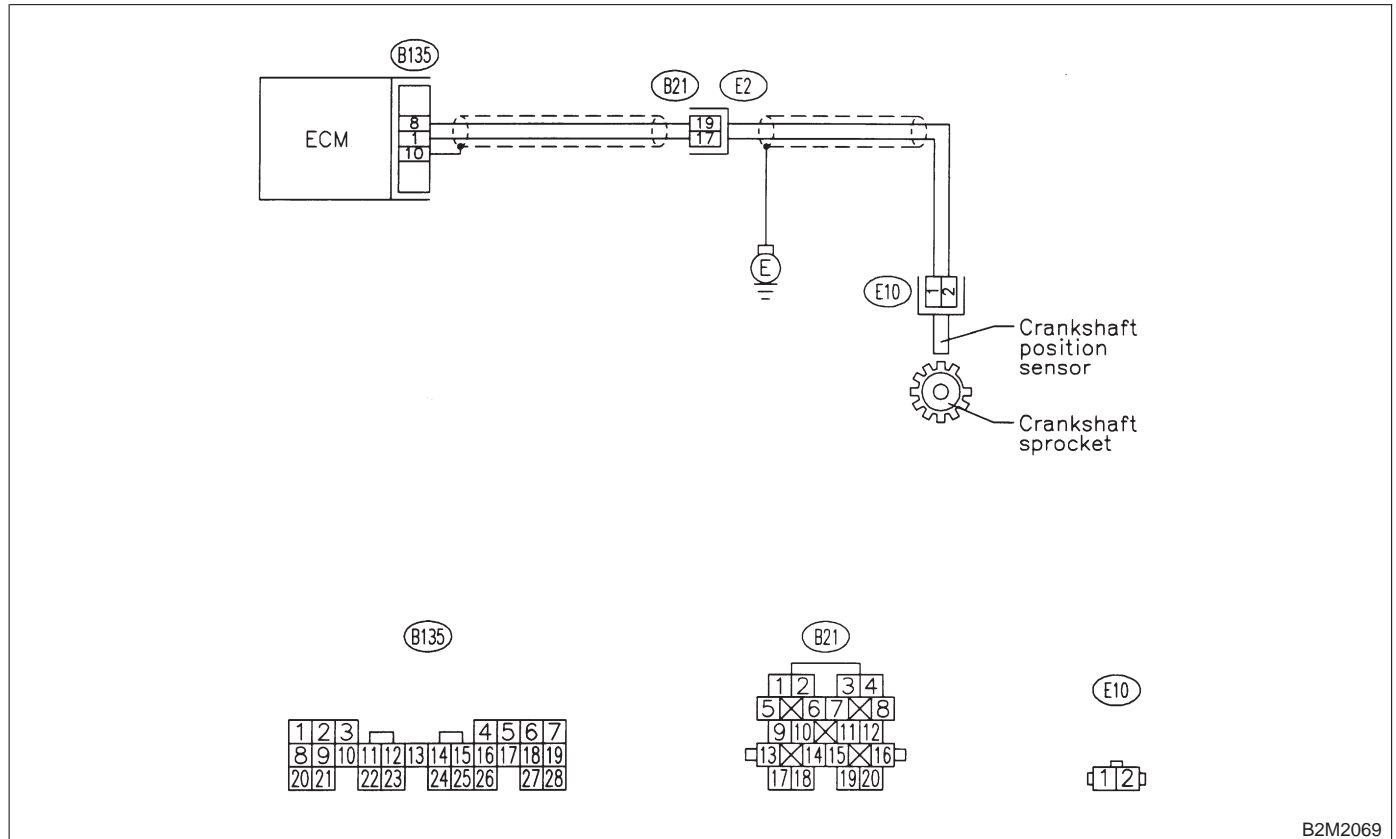 B135
B21
E2
ECM
8
1
10
19
17
E
E10
1
2
Crankshaft
position
sensor
Crankshaft
sprocket
B135
1 2 3 4 5 6 7
8 9 10 11 12 13 14 15 16 17 18 19
20 21 22 23 24 25 26 27 28
B21
1 2 3 4
5 6 7 8
9 10 11 12
13 14 15 16
17 18 19 20
E10
1 2
B2M2069